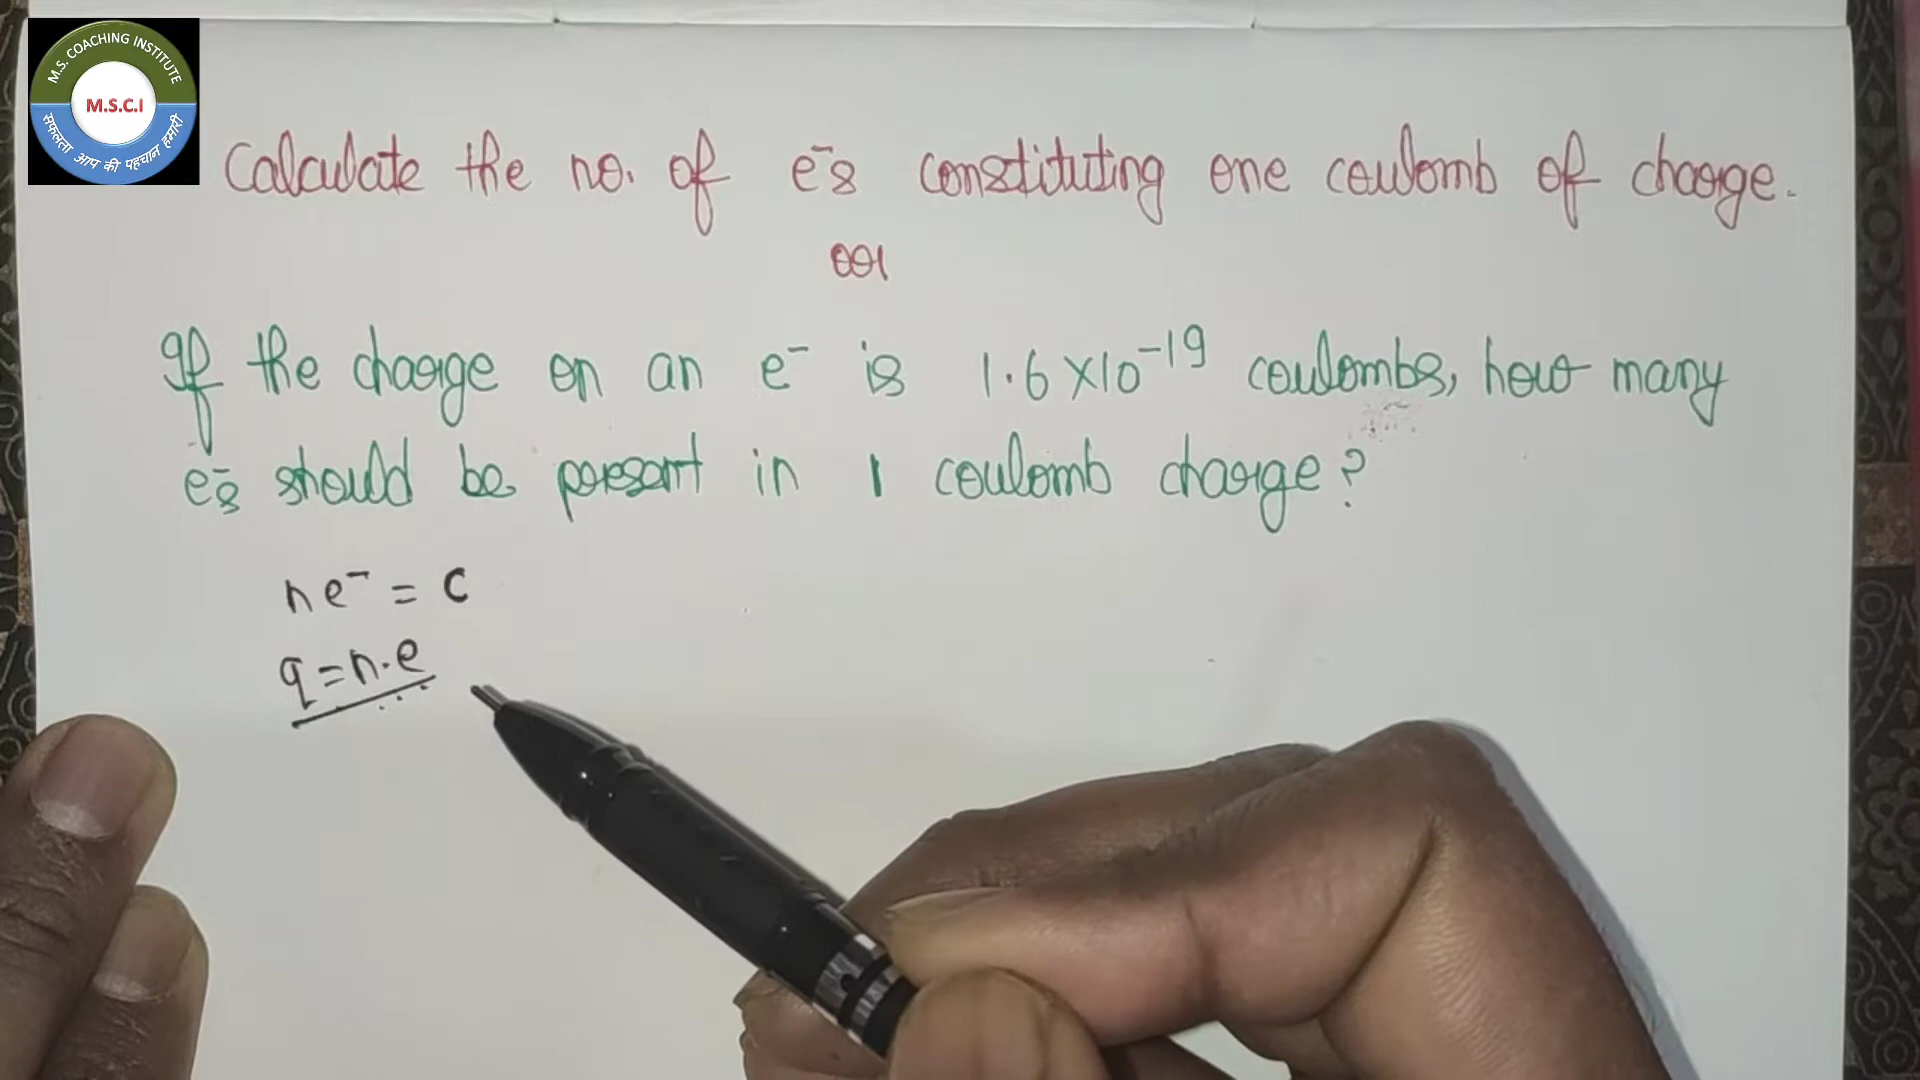 M.S. COACHING INSTITUTE
M.S.C.I
सफलता आप की पहचान हमारी
Calculate the no. of e⁻s constituting one coulomb of charge.
or
If the charge on an e⁻ is 1.6×10⁻¹⁹ coulombs, how many
e⁻s should be present in 1 coulomb charge?
n e⁻ = C
q=n.e